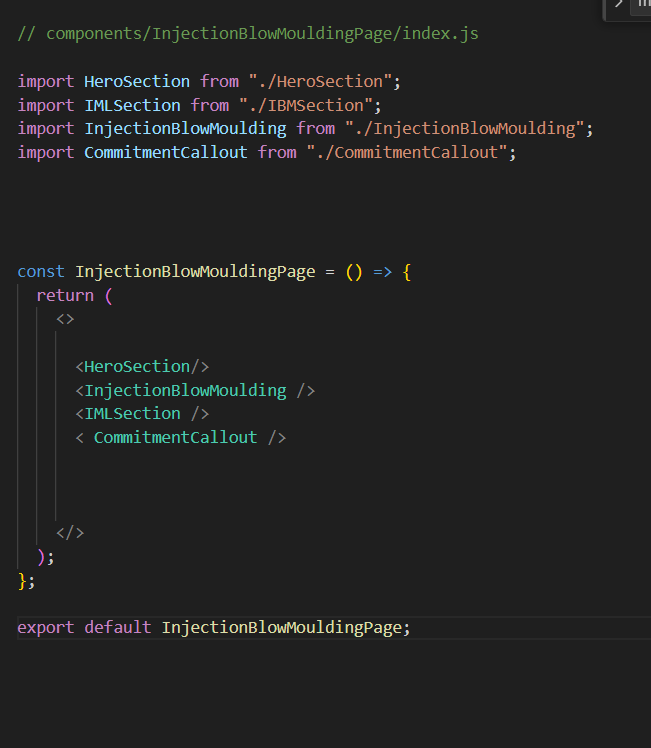 // components/InjectionBlowMouldingPage/index.js
import HeroSection from "./HeroSection";
import IMLSection from "./IBMSection";
import InjectionBlowMoulding from "./InjectionBlowMoulding";
import CommitmentCallout from "./CommitmentCallout";
const InjectionBlowMouldingPage = () => {
return (
<>
<HeroSection/>
<InjectionBlowMoulding />
<IMLSection />
< CommitmentCallout />
</>
);
};
export default InjectionBlowMouldingPage;